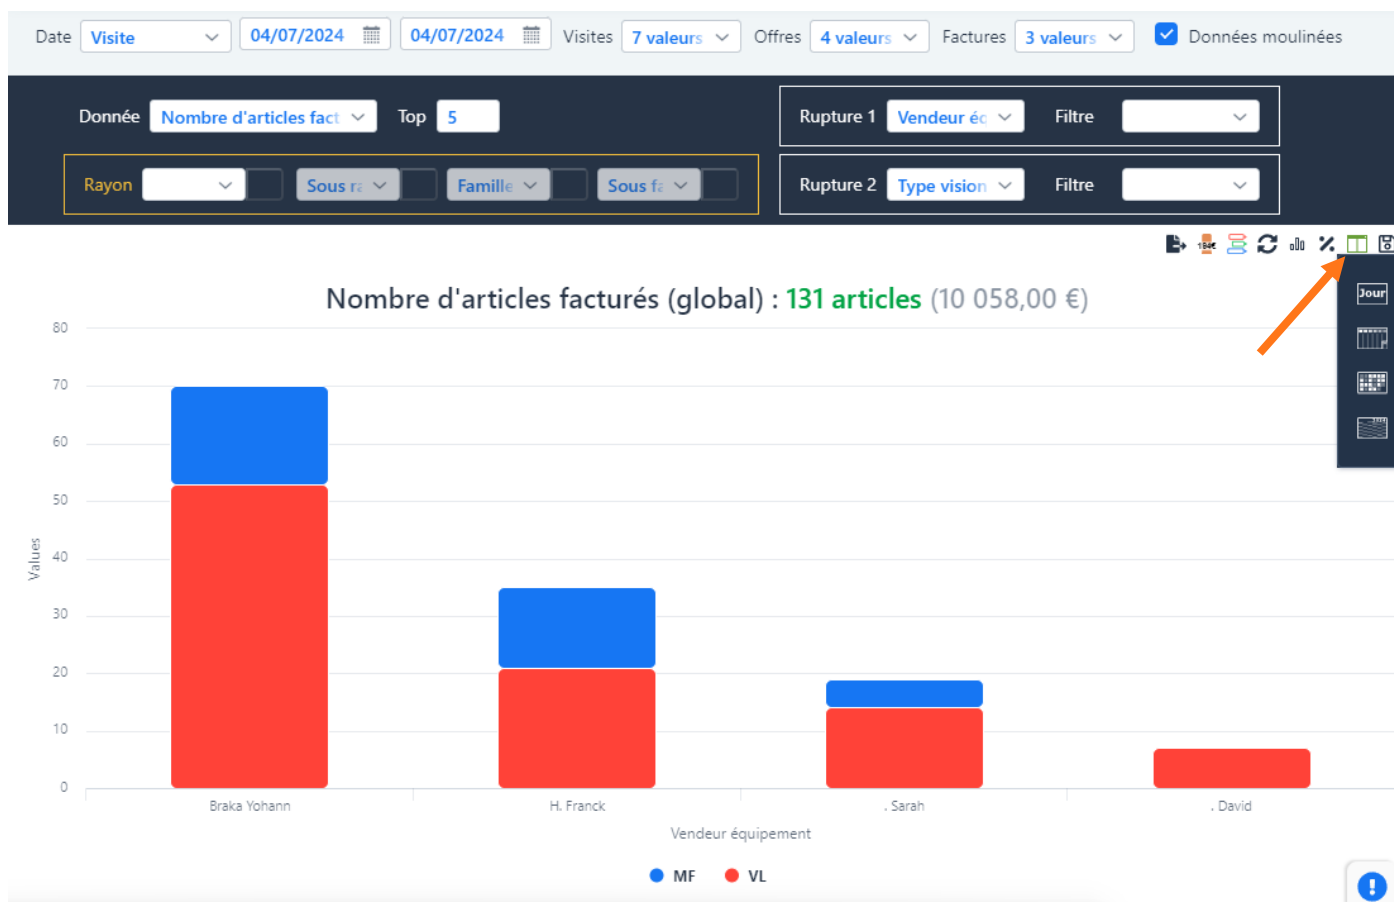 Date Visite 04/07/2024 04/07/2024 Visites 7 valeurs Offres 4 valeurs Factures 3 valeurs Données moulinées
Donnée Nombre d'articles fact Top 5 Rupture 1 Vendeur éq Filtre
Rayon Sous ra Famille Sous fa Rupture 2 Type vision Filtre
Jour
Nombre d'articles facturés (global) : 131 articles (10 058,00 €)
80
70
60
50
40
30
20
10
0
Values
Braka Yohann H. Franck . Sarah . David
Vendeur équipement
MF VL